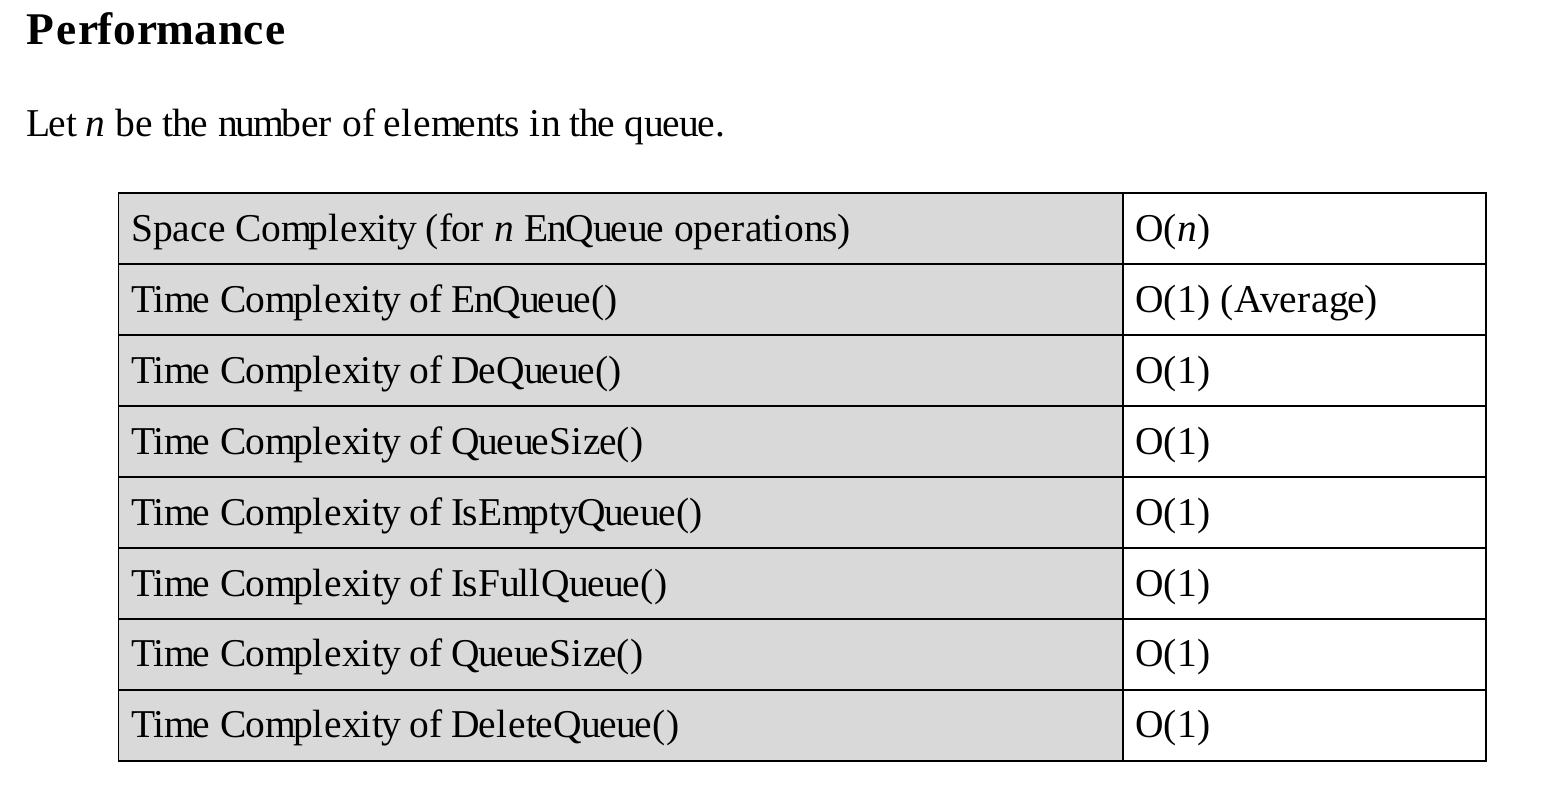 Performance
Let n be the number of elements in the queue.
Space Complexity (for n EnQueue operations) O(n)
Time Complexity of EnQueue() O(1) (Average)
Time Complexity of DeQueue() O(1)
Time Complexity of QueueSize() O(1)
Time Complexity of IsEmptyQueue() O(1)
Time Complexity of IsFullQueue() O(1)
Time Complexity of QueueSize() O(1)
Time Complexity of DeleteQueue() O(1)